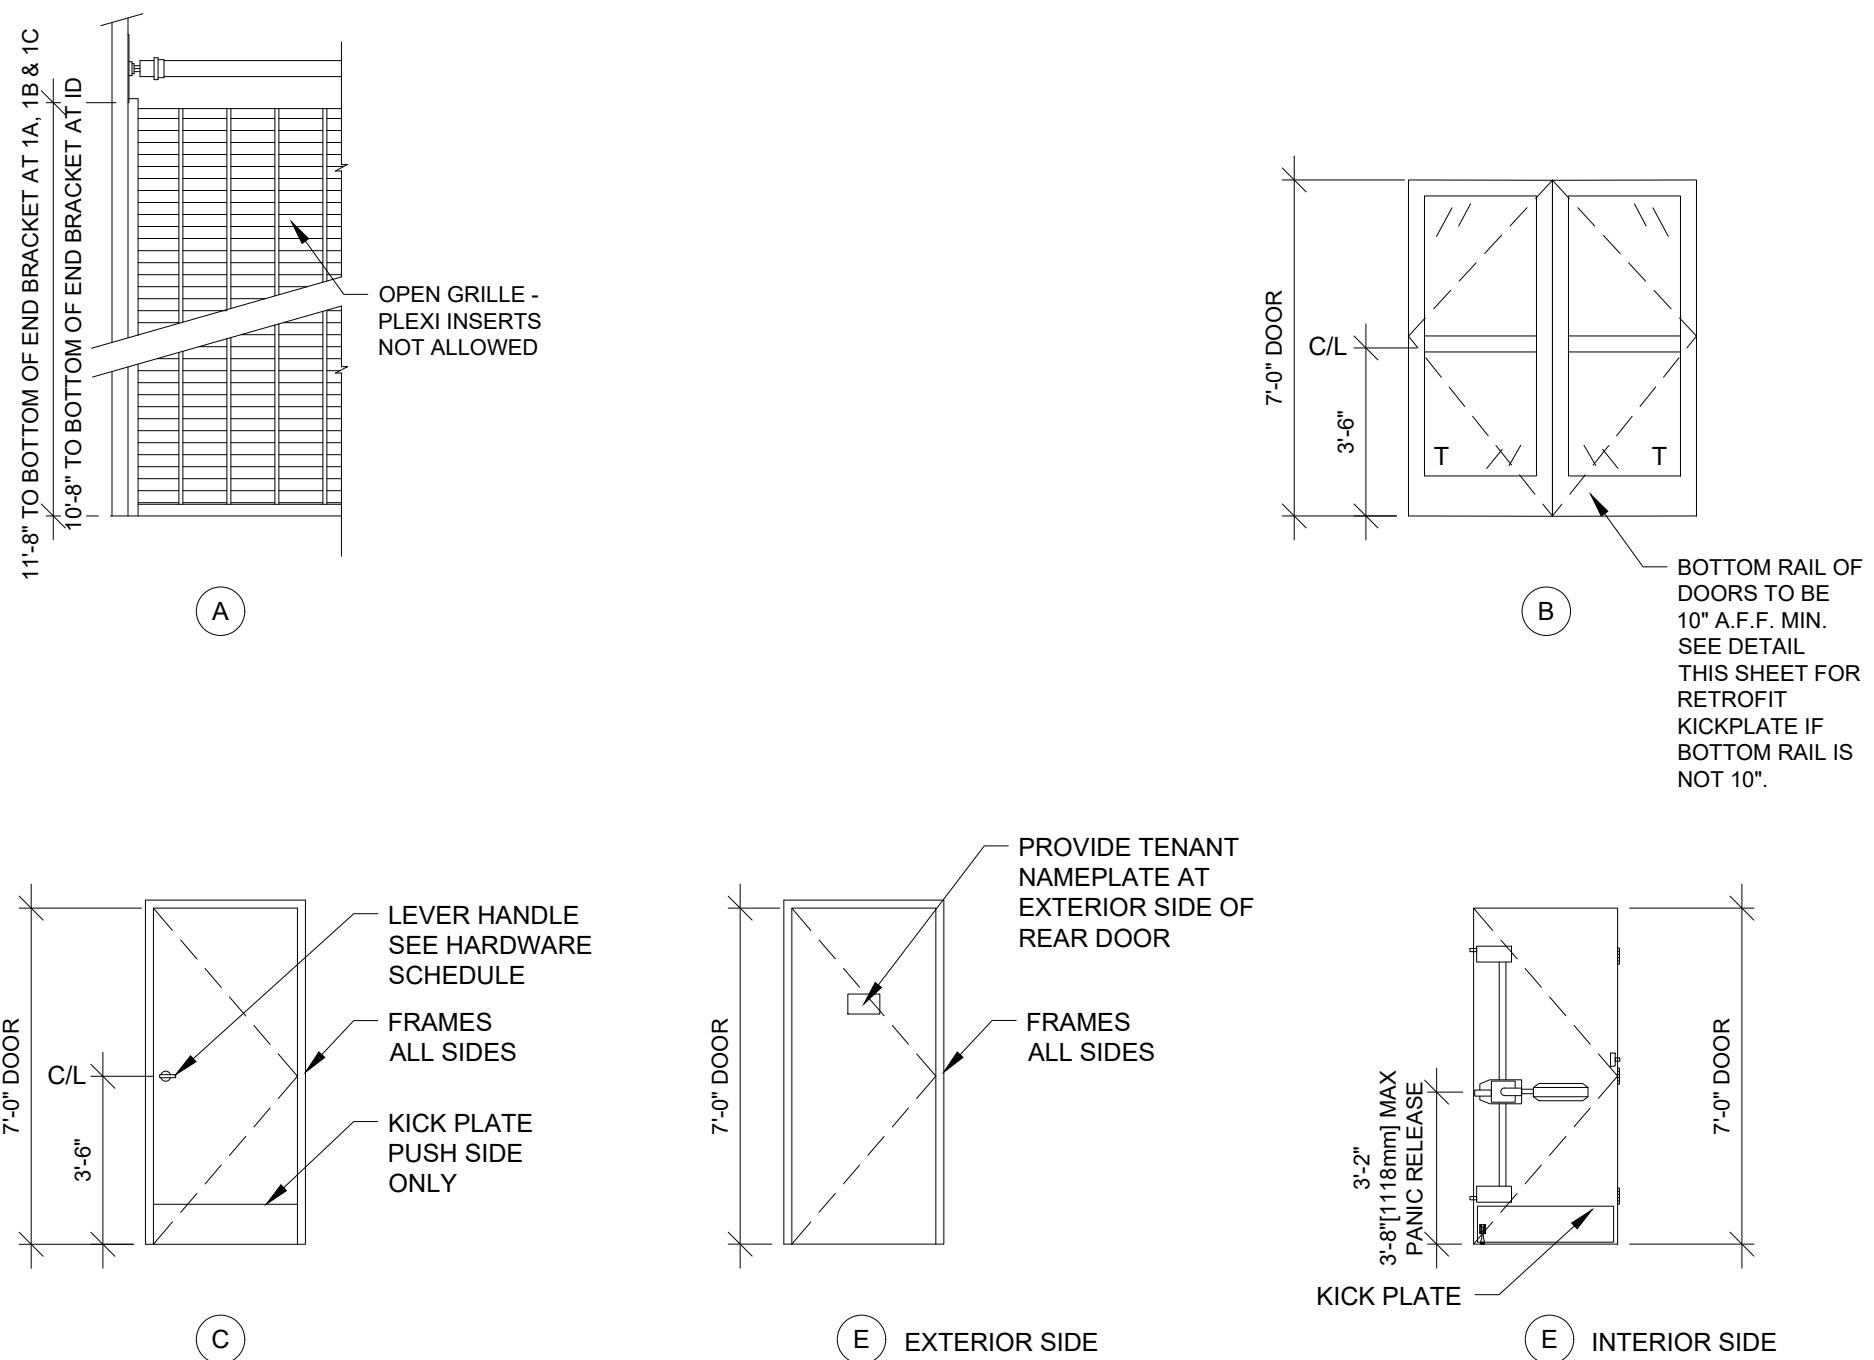 11'-8" TO BOTTOM OF END BRACKET AT 1A, 1B & 1C
10'-8" TO BOTTOM OF END BRACKET AT ID
OPEN GRILLE -
PLEXI INSERTS
NOT ALLOWED
A
7'-0" DOOR
C/L
3'-6"
T
T
BOTTOM RAIL OF
DOORS TO BE
10" A.F.F. MIN.
SEE DETAIL
THIS SHEET FOR
RETROFIT
KICKPLATE IF
BOTTOM RAIL IS
NOT 10".
B
7'-0" DOOR
C/L
3'-6"
LEVER HANDLE
SEE HARDWARE
SCHEDULE
FRAMES
ALL SIDES
KICK PLATE
PUSH SIDE
ONLY
C
7'-0" DOOR
PROVIDE TENANT
NAMEPLATE AT
EXTERIOR SIDE OF
REAR DOOR
FRAMES
ALL SIDES
E EXTERIOR SIDE
3'-2"
3'-8"[1118mm] MAX
PANIC RELEASE
7'-0" DOOR
KICK PLATE
E INTERIOR SIDE